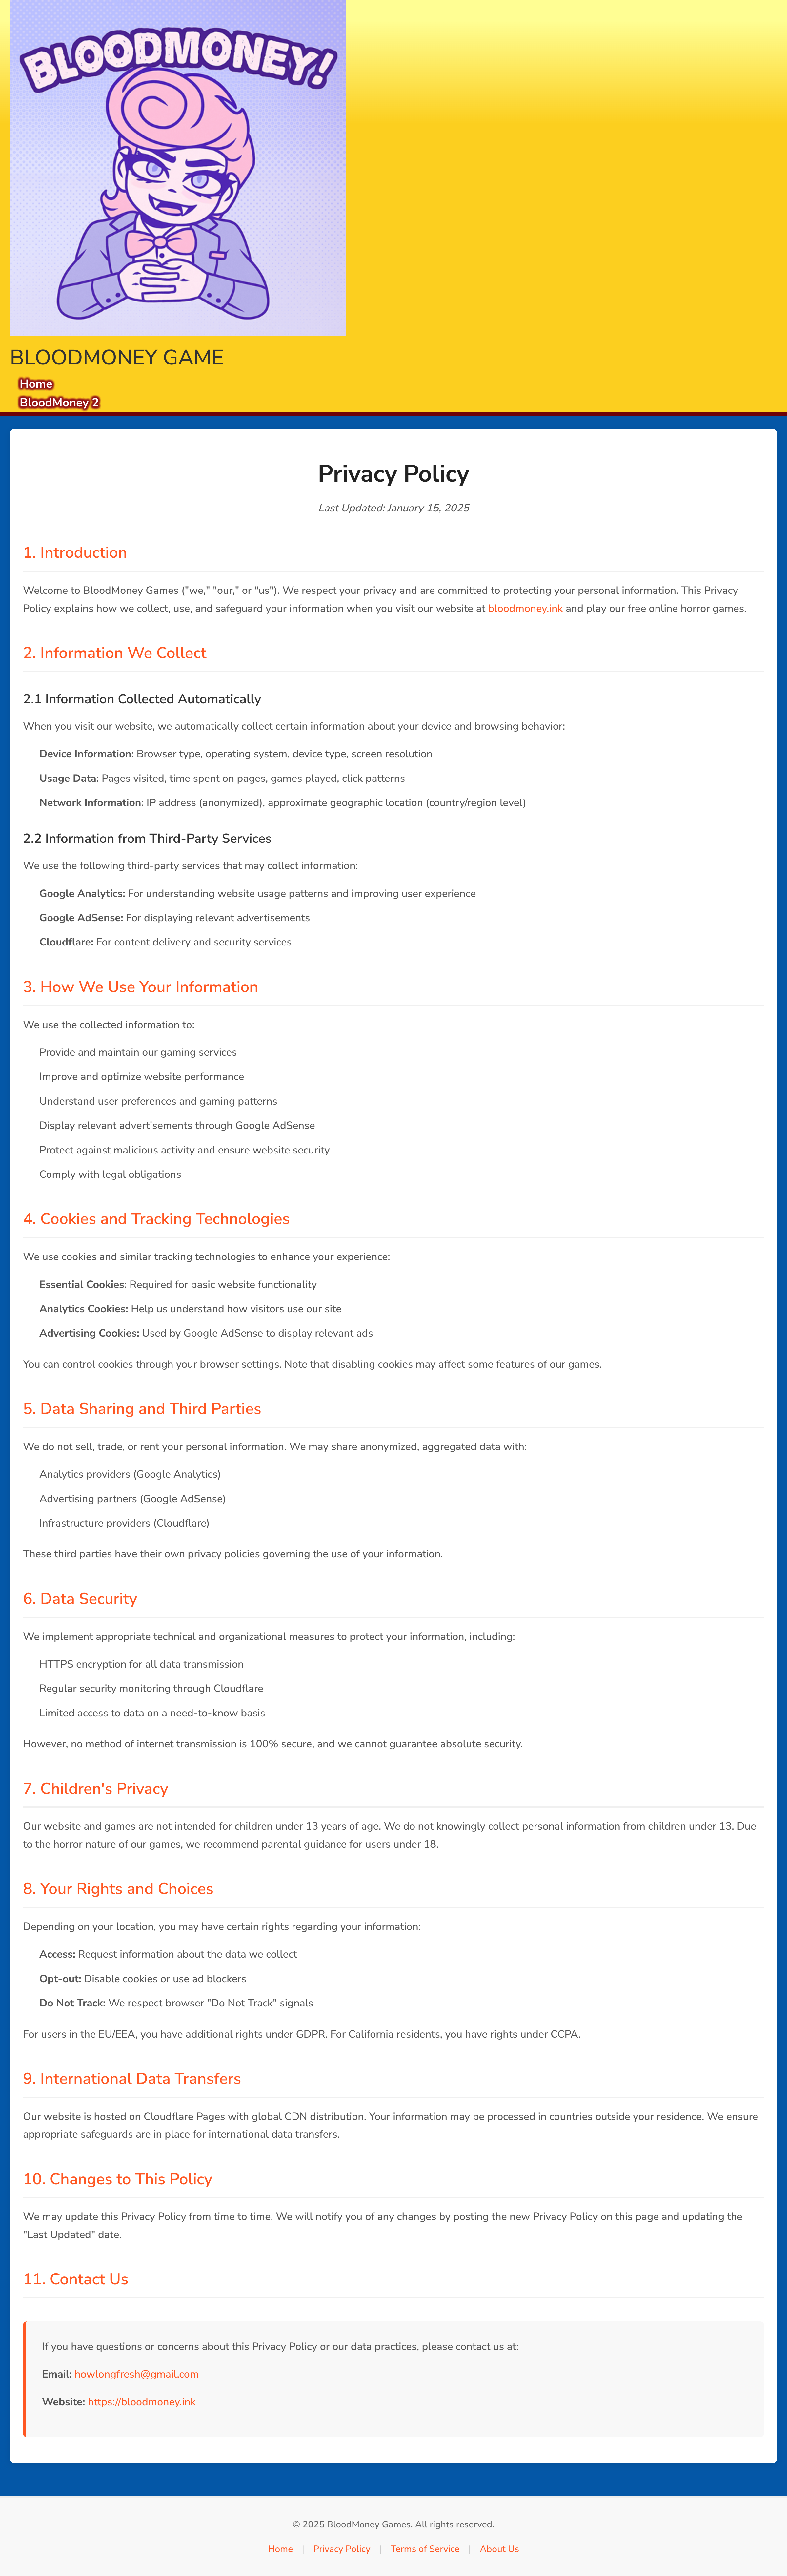 BLOODMONEY!
BLOODMONEY GAME
Home
BloodMoney 2
Privacy Policy
Last Updated: January 15, 2025
1. Introduction
Welcome to BloodMoney Games ("we," "our," or "us"). We respect your privacy and are committed to protecting your personal information. This Privacy
Policy explains how we collect, use, and safeguard your information when you visit our website at bloodmoney.ink and play our free online horror games.
2. Information We Collect
2.1 Information Collected Automatically
When you visit our website, we automatically collect certain information about your device and browsing behavior:
Device Information: Browser type, operating system, device type, screen resolution
Usage Data: Pages visited, time spent on pages, games played, click patterns
Network Information: IP address (anonymized), approximate geographic location (country/region level)
2.2 Information from Third-Party Services
We use the following third-party services that may collect information:
Google Analytics: For understanding website usage patterns and improving user experience
Google AdSense: For displaying relevant advertisements
Cloudflare: For content delivery and security services
3. How We Use Your Information
We use the collected information to:
Provide and maintain our gaming services
Improve and optimize website performance
Understand user preferences and gaming patterns
Display relevant advertisements through Google AdSense
Protect against malicious activity and ensure website security
Comply with legal obligations
4. Cookies and Tracking Technologies
We use cookies and similar tracking technologies to enhance your experience:
Essential Cookies: Required for basic website functionality
Analytics Cookies: Help us understand how visitors use our site
Advertising Cookies: Used by Google AdSense to display relevant ads
You can control cookies through your browser settings. Note that disabling cookies may affect some features of our games.
5. Data Sharing and Third Parties
We do not sell, trade, or rent your personal information. We may share anonymized, aggregated data with:
Analytics providers (Google Analytics)
Advertising partners (Google AdSense)
Infrastructure providers (Cloudflare)
These third parties have their own privacy policies governing the use of your information.
6. Data Security
We implement appropriate technical and organizational measures to protect your information, including:
HTTPS encryption for all data transmission
Regular security monitoring through Cloudflare
Limited access to data on a need-to-know basis
However, no method of internet transmission is 100% secure, and we cannot guarantee absolute security.
7. Children's Privacy
Our website and games are not intended for children under 13 years of age. We do not knowingly collect personal information from children under 13. Due
to the horror nature of our games, we recommend parental guidance for users under 18.
8. Your Rights and Choices
Depending on your location, you may have certain rights regarding your information:
Access: Request information about the data we collect
Opt-out: Disable cookies or use ad blockers
Do Not Track: We respect browser "Do Not Track" signals
For users in the EU/EEA, you have additional rights under GDPR. For California residents, you have rights under CCPA.
9. International Data Transfers
Our website is hosted on Cloudflare Pages with global CDN distribution. Your information may be processed in countries outside your residence. We ensure
appropriate safeguards are in place for international data transfers.
10. Changes to This Policy
We may update this Privacy Policy from time to time. We will notify you of any changes by posting the new Privacy Policy on this page and updating the
"Last Updated" date.
11. Contact Us
If you have questions or concerns about this Privacy Policy or our data practices, please contact us at:
Email: howlongfresh@gmail.com
Website: https://bloodmoney.ink
© 2025 BloodMoney Games. All rights reserved.
Home | Privacy Policy | Terms of Service | About Us